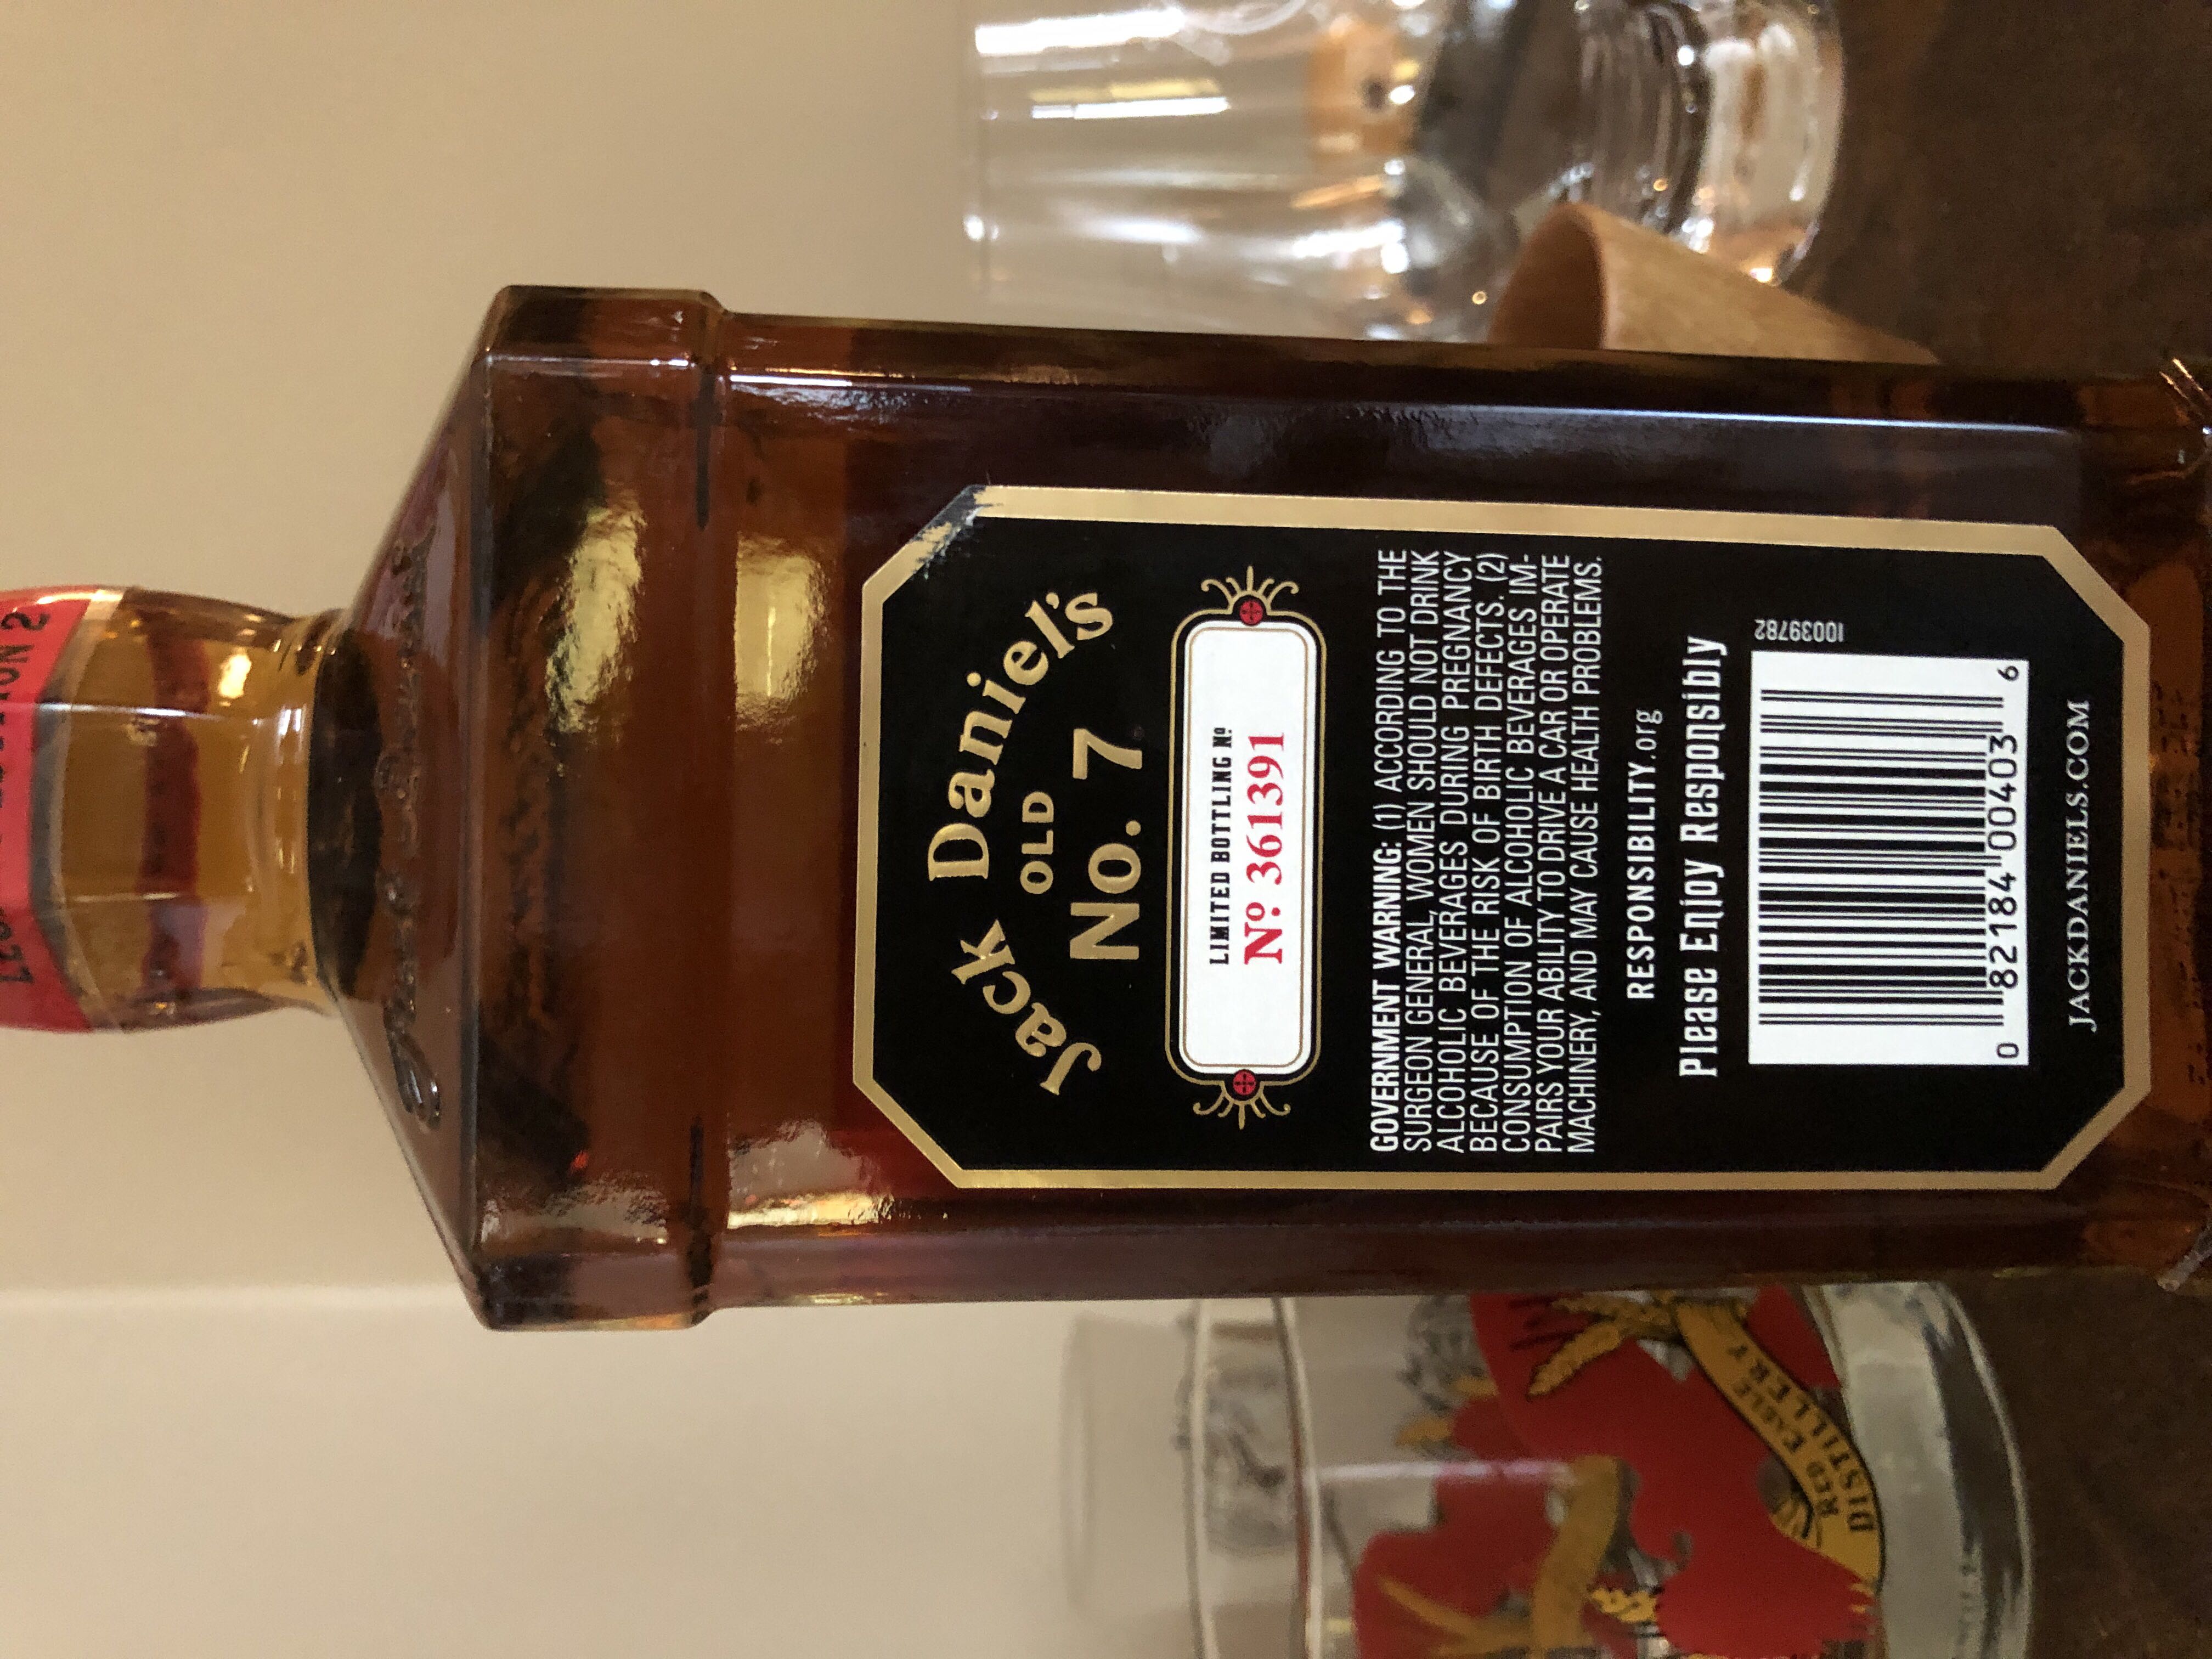 Jack Daniel's
OLD
No. 7
LIMITED BOTTLING Nº
Nº 361391
GOVERNMENT WARNING: (1) ACCORDING TO THE
SURGEON GENERAL, WOMEN SHOULD NOT DRINK
ALCOHOLIC BEVERAGES DURING PREGNANCY
BECAUSE OF THE RISK OF BIRTH DEFECTS. (2)
CONSUMPTION OF ALCOHOLIC BEVERAGES IM-
PAIRS YOUR ABILITY TO DRIVE A CAR OR OPERATE
MACHINERY, AND MAY CAUSE HEALTH PROBLEMS.
RESPONSIBILITY.org
Please Enjoy Responsibly
10039782
0 82184 00403 6
JACKDANIELS.COM
RED EAGLE
DISTILLERY